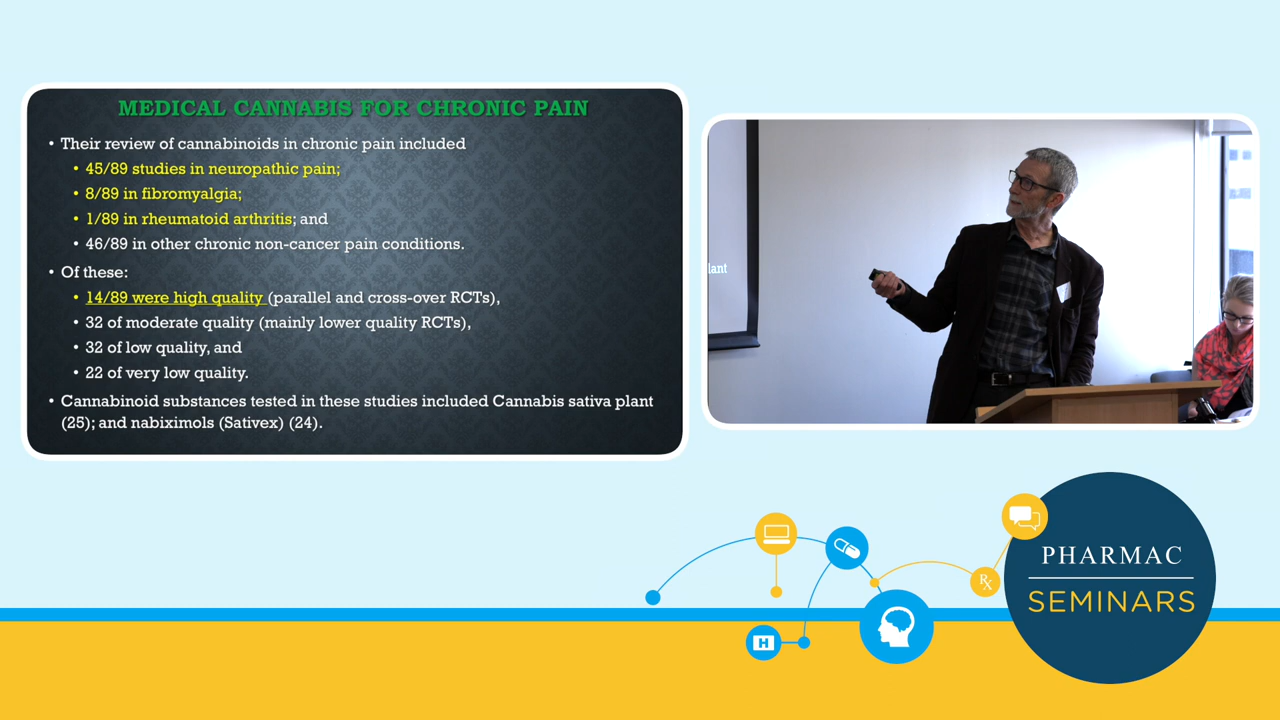 MEDICAL CANNABIS FOR CHRONIC PAIN
• Their review of cannabinoids in chronic pain included
• 45/89 studies in neuropathic pain;
• 8/89 in fibromyalgia;
• 1/89 in rheumatoid arthritis; and
• 46/89 in other chronic non-cancer pain conditions.
• Of these:
• 14/89 were high quality (parallel and cross-over RCTs),
• 32 of moderate quality (mainly lower quality RCTs),
• 32 of low quality, and
• 22 of very low quality.
• Cannabinoid substances tested in these studies included Cannabis sativa plant
(25); and nabiximols (Sativex) (24).
lant
H
Rx
PHARMAC
SEMINARS